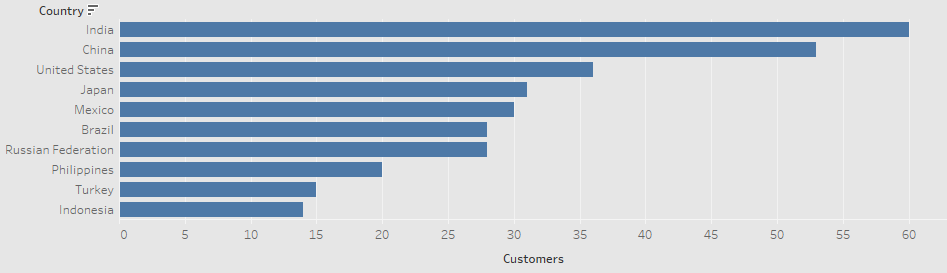 Country
India
China
United States
Japan
Mexico
Brazil
Russian Federation
Philippines
Turkey
Indonesia
0 5 10 15 20 25 30 35 40 45 50 55 60
Customers